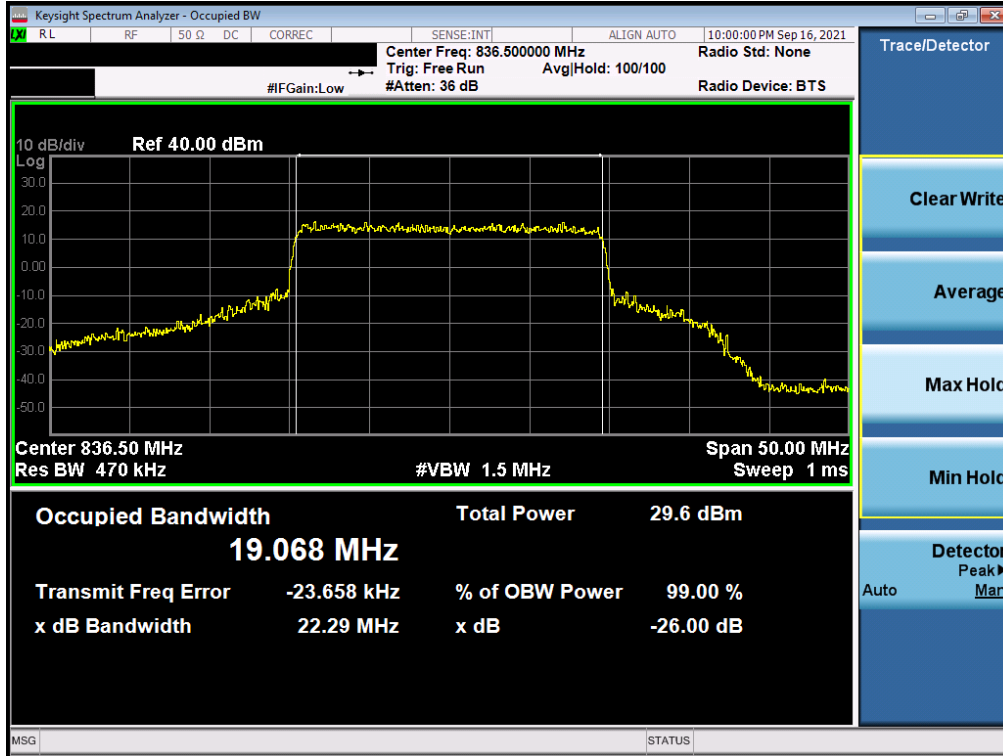 Keysight Spectrum Analyzer - Occupied BW
LXI RL RF 50 Ω DC CORREC SENSE:INT ALIGN AUTO 10:00:00 PM Sep 16, 2021
Center Freq: 836.500000 MHz Radio Std: None
Trig: Free Run Avg|Hold: 100/100
#IFGain:Low #Atten: 36 dB Radio Device: BTS
10 dB/div Ref 40.00 dBm
Log
30.0
20.0
10.0
0.00
-10.0
-20.0
-30.0
-40.0
-50.0
Center 836.50 MHz Span 50.00 MHz
Res BW 470 kHz #VBW 1.5 MHz Sweep 1 ms
Occupied Bandwidth Total Power 29.6 dBm
19.068 MHz
Transmit Freq Error -23.658 kHz % of OBW Power 99.00 %
x dB Bandwidth 22.29 MHz x dB -26.00 dB
MSG STATUS
Trace/Detector
Clear Write
Average
Max Hold
Min Hold
Detector
Peak
Auto Man